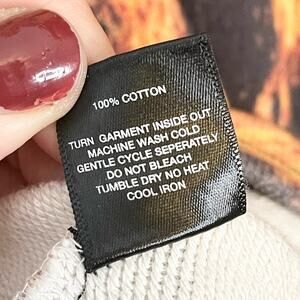 100% COTTON
TURN GARMENT INSIDE OUT
MACHINE WASH COLD
GENTLE CYCLE SEPERATELY
DO NOT BLEACH
TUMBLE DRY NO HEAT
COOL IRON